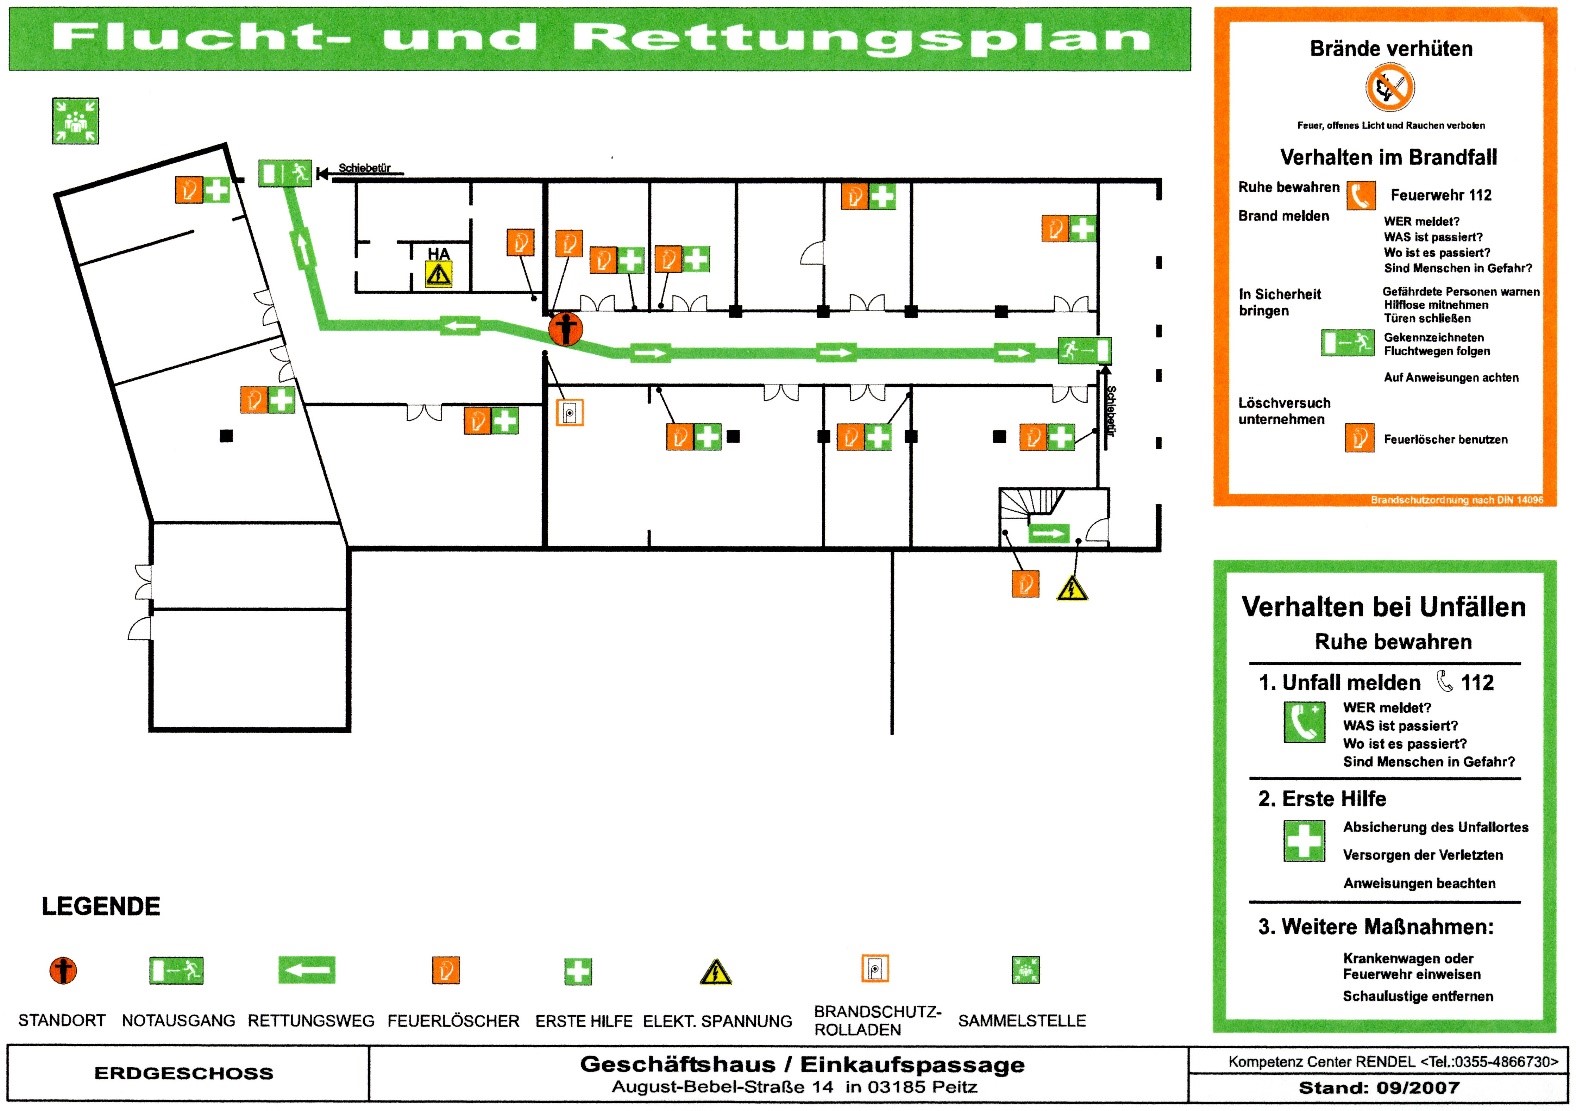 Flucht- und Rettungsplan
Schiebetür
HA
Schiebetür
Brände verhüten
Feuer, offenes Licht und Rauchen verboten
Verhalten im Brandfall
Ruhe bewahren
Brand melden
Feuerwehr 112
WER meldet?
WAS ist passiert?
Wo ist es passiert?
Sind Menschen in Gefahr?
In Sicherheit
bringen
Gefährdete Personen warnen
Hilflose mitnehmen
Türen schließen
Gekennzeichneten
Fluchtwegen folgen
Auf Anweisungen achten
Löschversuch
unternehmen
Feuerlöscher benutzen
Brandschutzordnung nach DIN 14096
Verhalten bei Unfällen
Ruhe bewahren
1. Unfall melden 112
WER meldet?
WAS ist passiert?
Wo ist es passiert?
Sind Menschen in Gefahr?
2. Erste Hilfe
Absicherung des Unfallortes
Versorgen der Verletzten
Anweisungen beachten
3. Weitere Maßnahmen:
Krankenwagen oder
Feuerwehr einweisen
Schaulustige entfernen
LEGENDE
STANDORT
NOTAUSGANG
RETTUNGSWEG
FEUERLÖSCHER
ERSTE HILFE
ELEKT. SPANNUNG
BRANDSCHUTZ-
ROLLADEN
SAMMELSTELLE
ERDGESCHOSS
Geschäftshaus / Einkaufspassage
August-Bebel-Straße 14 in 03185 Peitz
Kompetenz Center RENDEL <Tel.:0355-4866730>
Stand: 09/2007